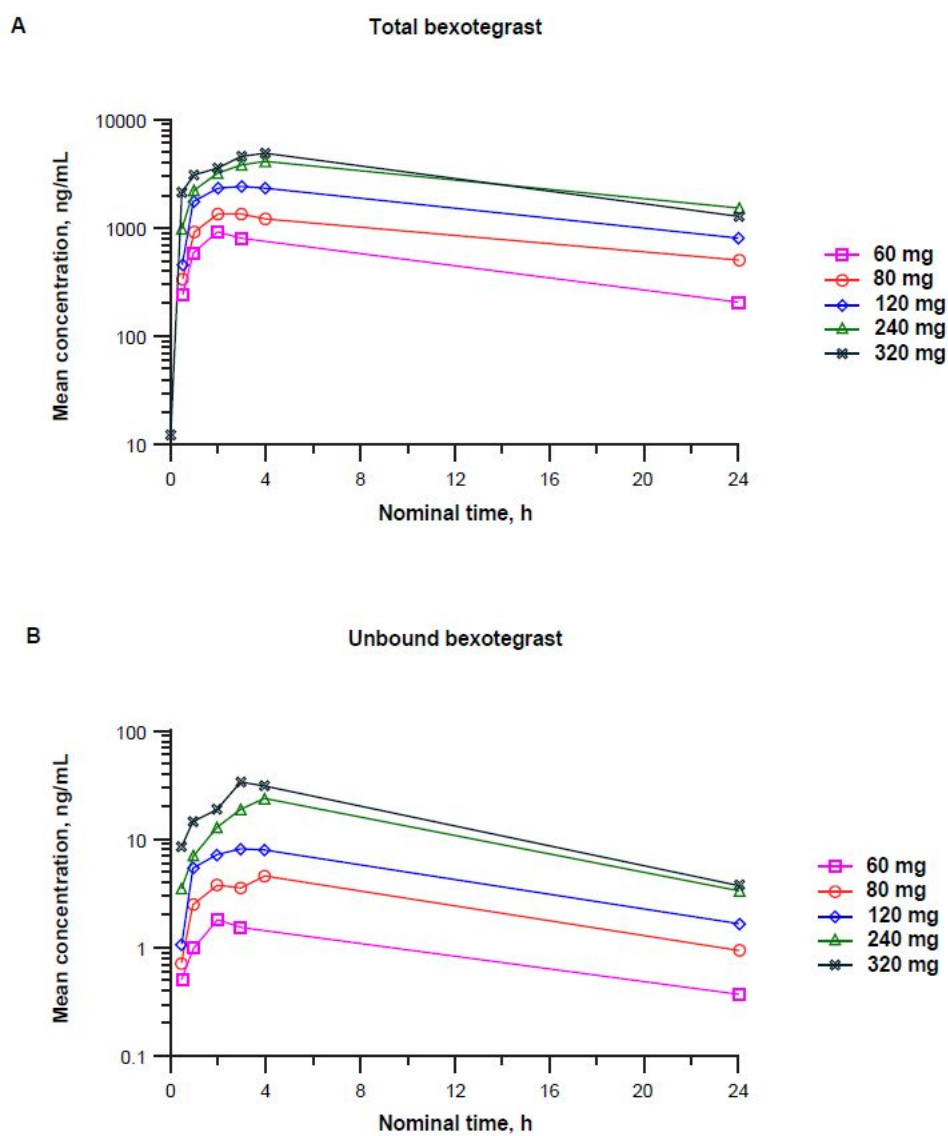 A
Total bexotegrast
Mean concentration, ng/mL
10000
1000
100
10
0 4 8 12 16 20 24
Nominal time, h
60 mg
80 mg
120 mg
240 mg
320 mg
B
Unbound bexotegrast
Mean concentration, ng/mL
100
10
1
0.1
0 4 8 12 16 20 24
Nominal time, h
60 mg
80 mg
120 mg
240 mg
320 mg